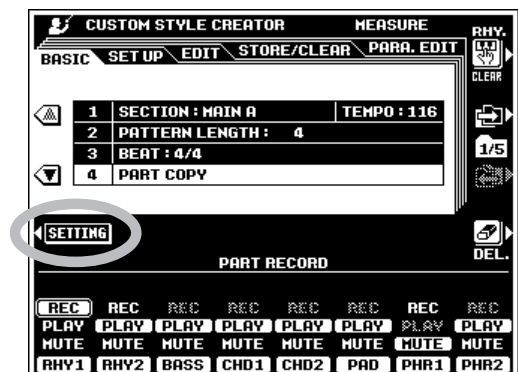 CUSTOM STYLE CREATOR MEASURE
RHY.
BASIC SET UP EDIT STORE/CLEAR PARA. EDIT
CLEAR
1 SECTION : MAIN A TEMPO : 116
2 PATTERN LENGTH : 4
3 BEAT : 4/4
1/5
4 PART COPY
SETTING
DEL.
PART RECORD
REC REC REC REC REC REC REC REC
PLAY PLAY PLAY PLAY PLAY PLAY PLAY PLAY
MUTE MUTE MUTE MUTE MUTE MUTE MUTE MUTE
RHY1 RHY2 BASS CHD1 CHD2 PAD PHR1 PHR2